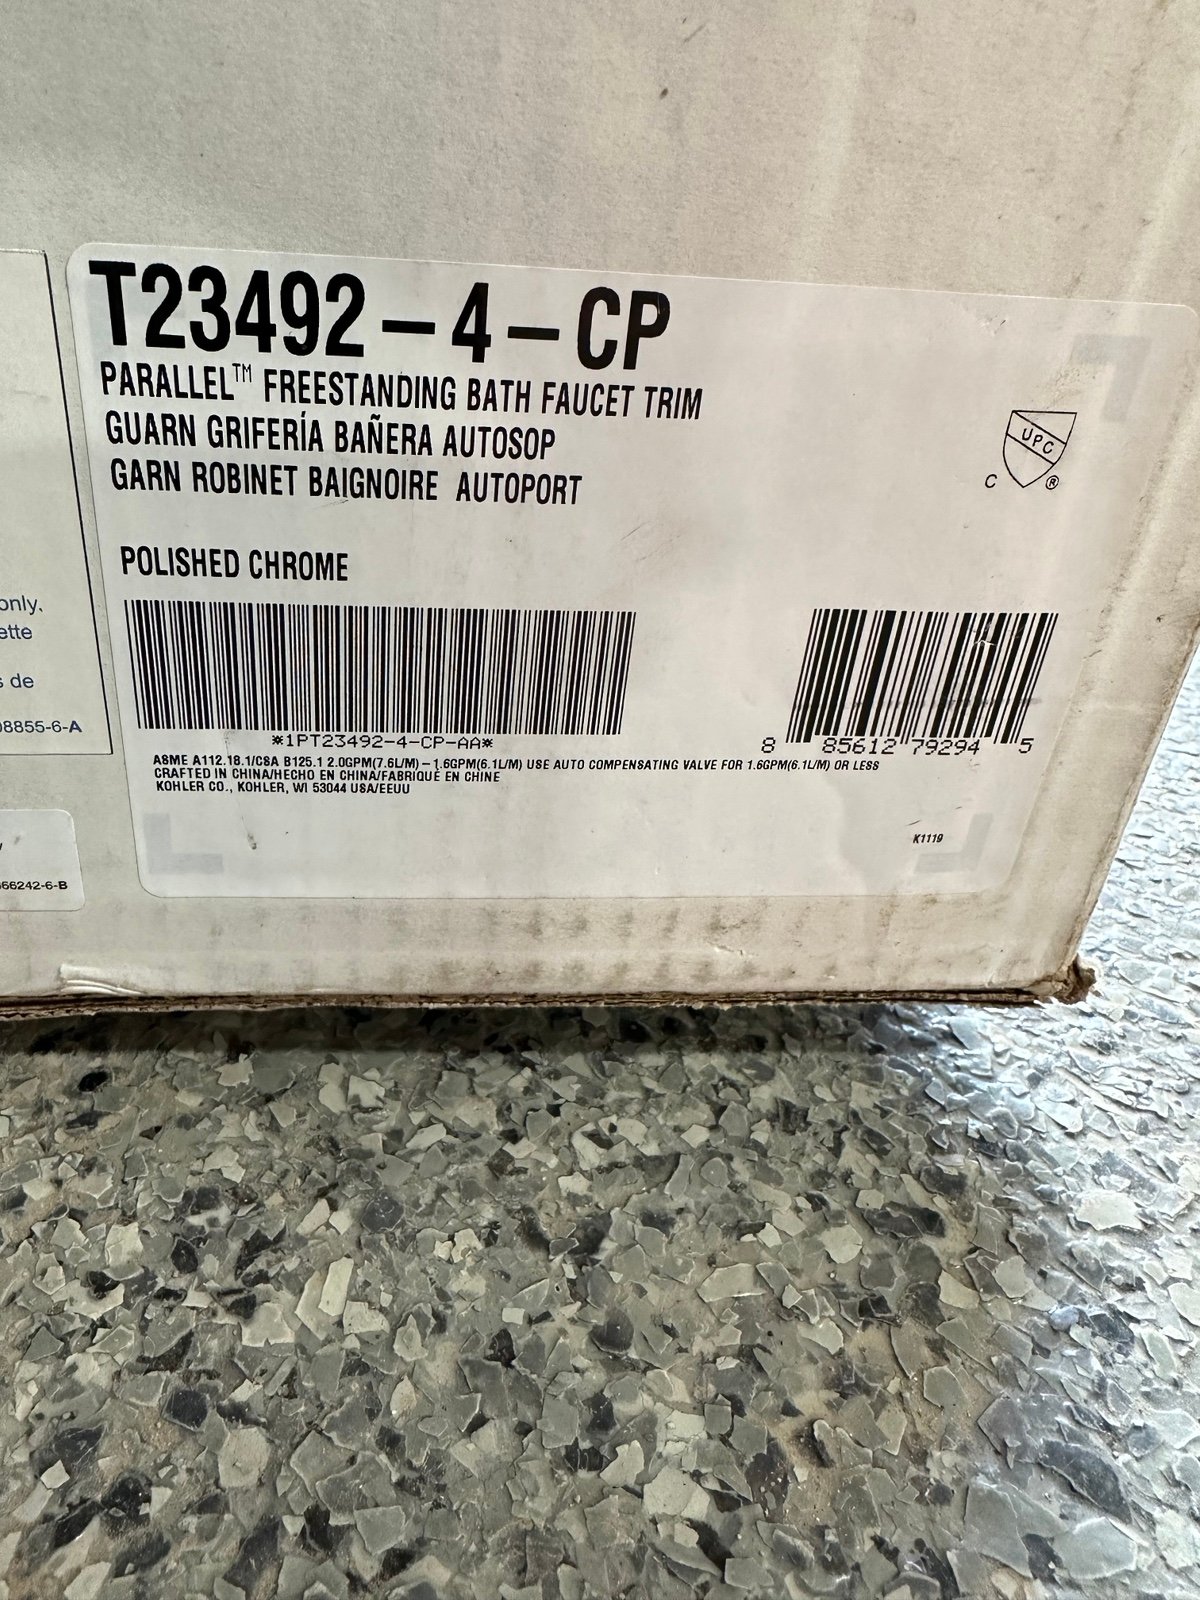 T23492-4-CP
PARALLEL™ FREESTANDING BATH FAUCET TRIM
GUARN GRIFERÍA BAÑERA AUTOSOP
GARN ROBINET BAIGNOIRE AUTOPORT
UPC
C ®
POLISHED CHROME
*1PT23492-4-CP-AA*
8 85612 79294 5
ASME A112.18.1/CSA B125.1 2.0GPM(7.6L/M)-1.6GPM(6.1L/M) USE AUTO COMPENSATING VALVE FOR 1.6GPM(6.1L/M) OR LESS
CRAFTED IN CHINA/HECHO EN CHINA/FABRIQUÉ EN CHINE
KOHLER CO., KOHLER, WI 53044 USA/EEUU
K1119
only.
ette
s de
08855-6-A
66242-6-B